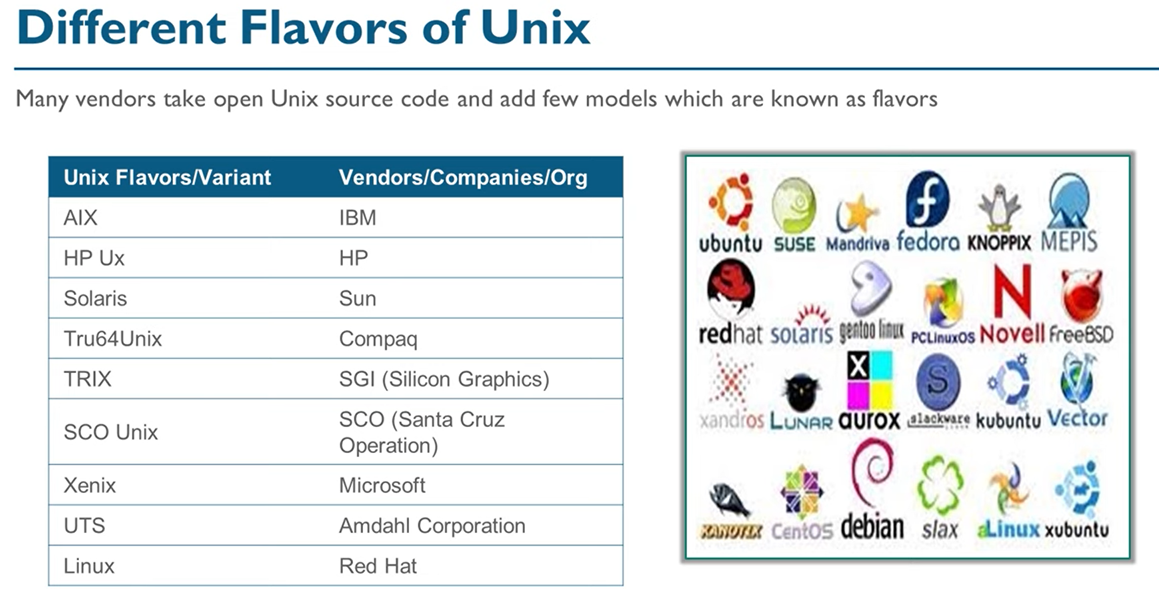 Different Flavors of Unix
Many vendors take open Unix source code and add few models which are known as flavors
Unix Flavors/Variant Vendors/Companies/Org
AIX IBM
HP Ux HP
Solaris Sun
Tru64Unix Compaq
TRIX SGI (Silicon Graphics)
SCO Unix SCO (Santa Cruz
Operation)
Xenix Microsoft
UTS Amdahl Corporation
Linux Red Hat
ubuntu SUSE Mandriva fedora KNOPPIX MEPIS
N
redhat solaris gentoo linux PCLinuxOS Novell FreeBSD
X S
xandros LUNAR aurox slackware kubuntu Vector
KANOTIX CentOS debian slax aLinux xubuntu